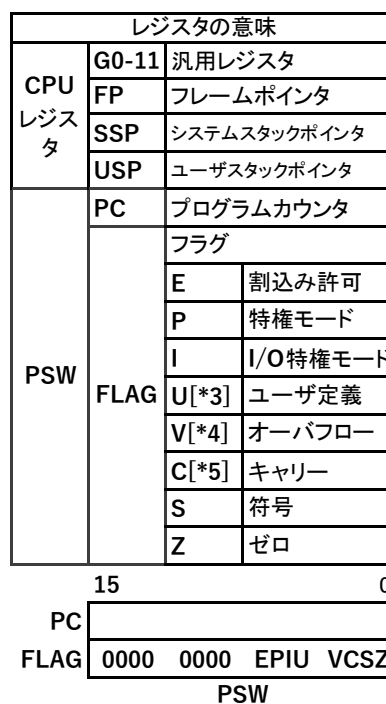 レジスタの意味
CPU レジスタ
G0-11 汎用レジスタ
FP フレームポインタ
SSP システムスタックポインタ
USP ユーザスタックポインタ
PSW
PC プログラムカウンタ
FLAG
フラグ
E 割込み許可
P 特権モード
I I/O特権モード
U[*3] ユーザ定義
V[*4] オーバフロー
C[*5] キャリー
S 符号
Z ゼロ
15 0
PC
FLAG 0000 0000 EPIU VCSZ
PSW